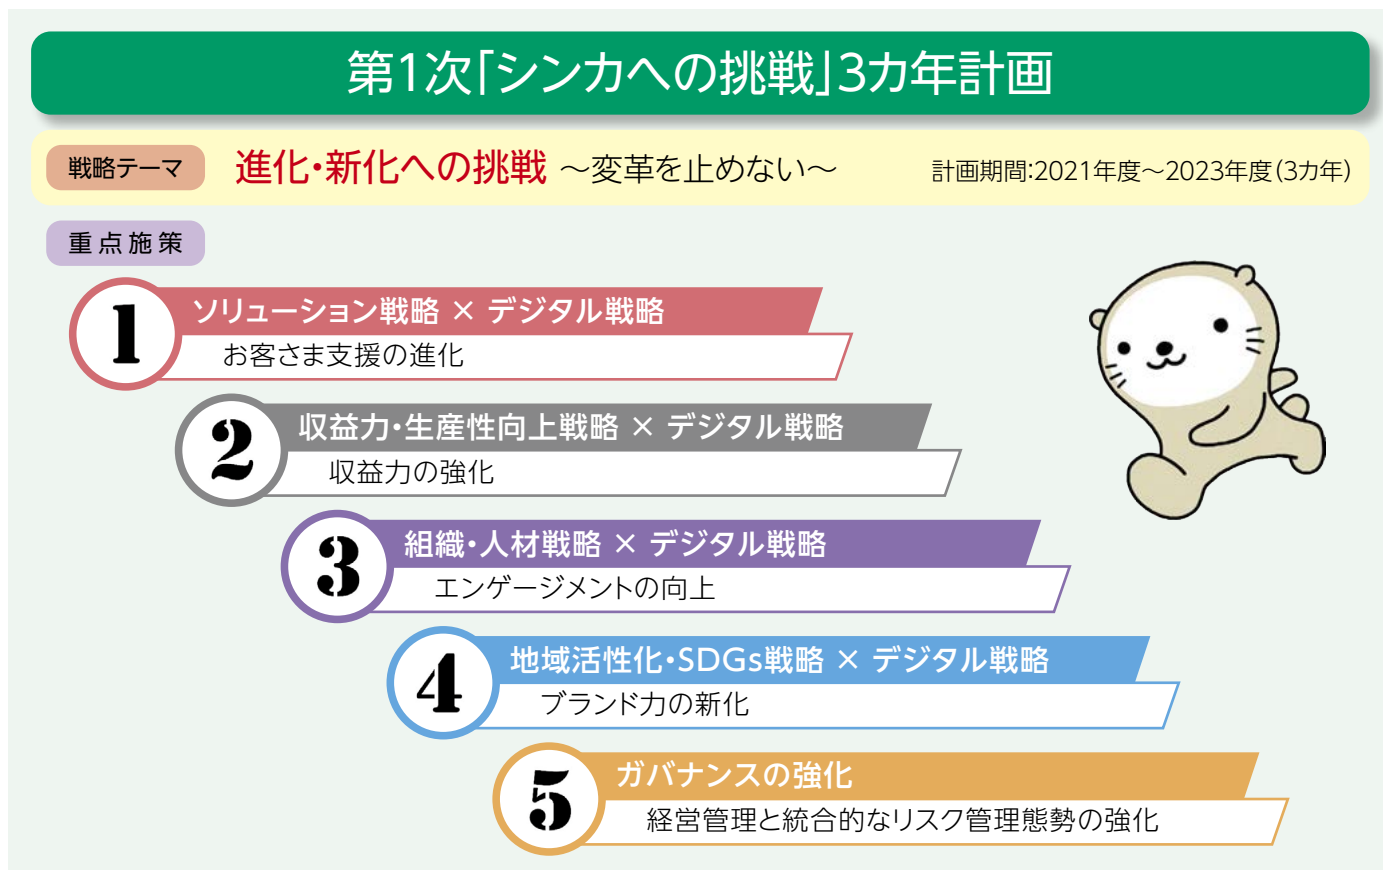 第1次「シンカへの挑戦」3カ年計画
戦略テーマ 進化・新化への挑戦 ～変革を止めない～ 計画期間：2021年度～2023年度（3カ年）
重点施策
1 ソリューション戦略 × デジタル戦略
お客さま支援の進化
2 収益力・生産性向上戦略 × デジタル戦略
収益力の強化
3 組織・人材戦略 × デジタル戦略
エンゲージメントの向上
4 地域活性化・SDGs戦略 × デジタル戦略
ブランド力の新化
5 ガバナンスの強化
経営管理と統合的なリスク管理態勢の強化